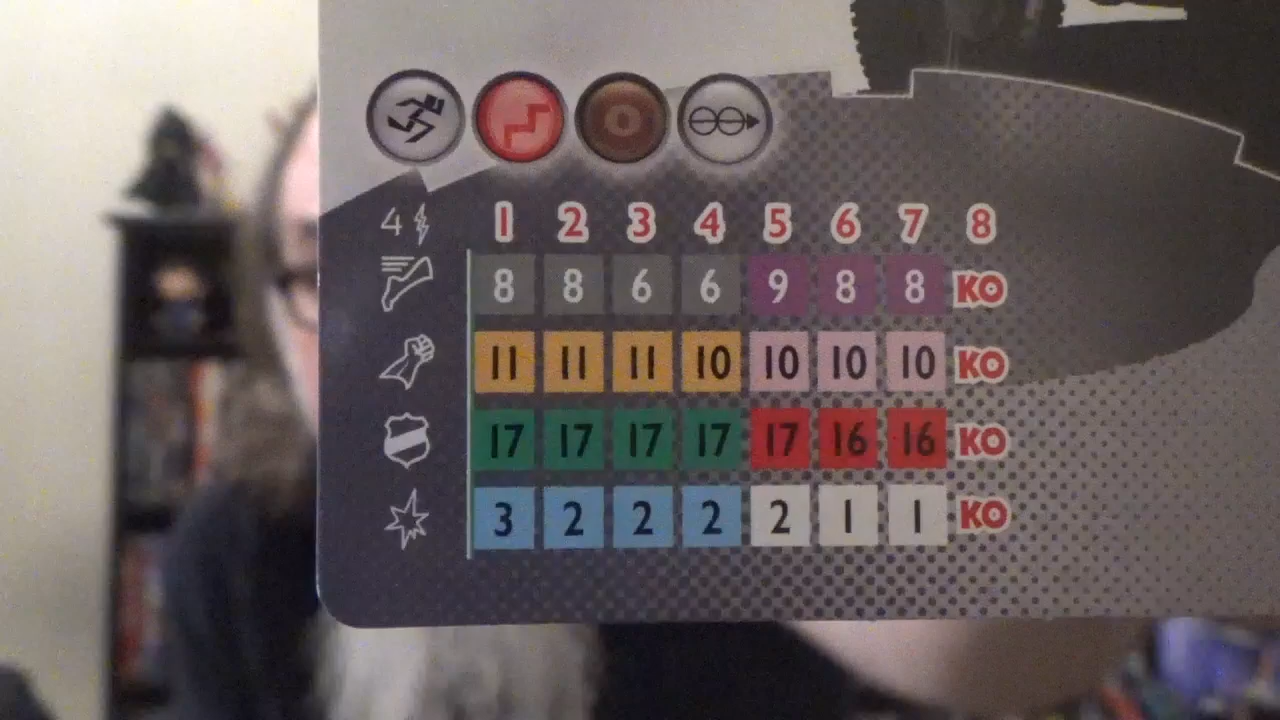 4 1 2 3 4 5 6 7 8
8 8 6 6 9 8 8 KO
11 11 11 10 10 10 10 KO
17 17 17 17 17 16 16 KO
3 2 2 2 2 1 1 KO